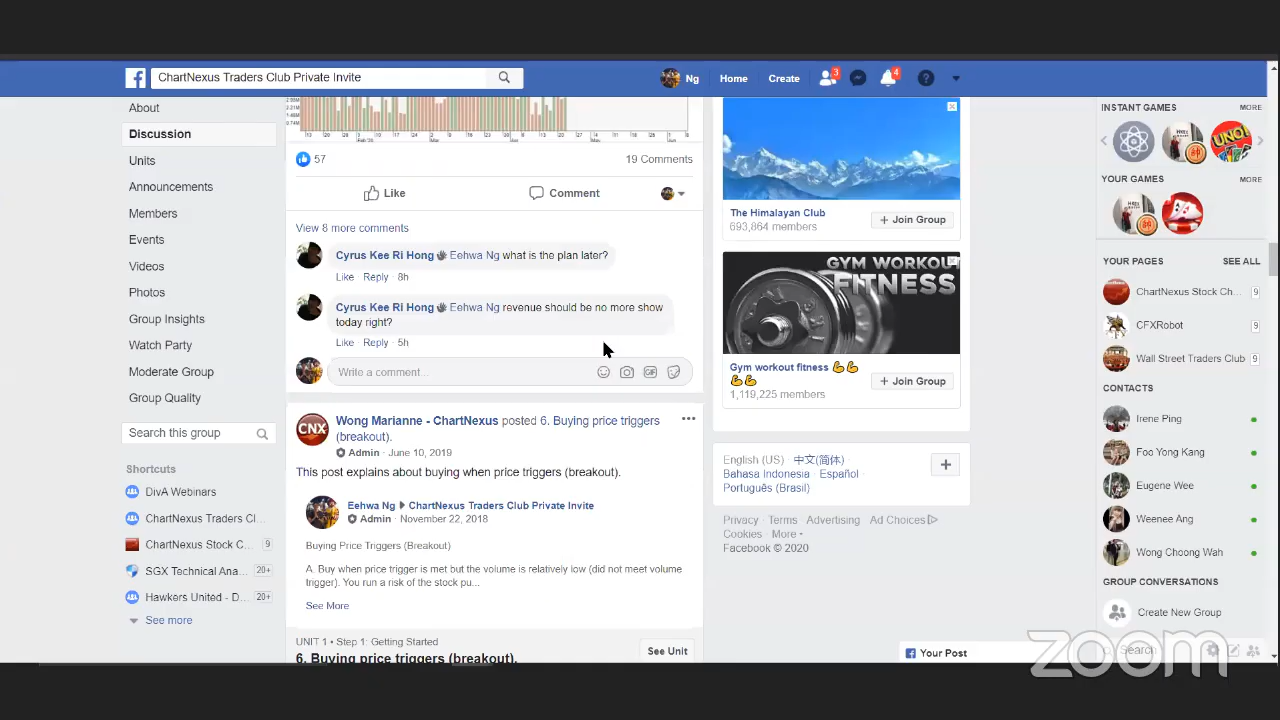 ChartNexus Traders Club Private Invite
Ng
Home
Create
3
4
?
About
Discussion
Units
Announcements
Members
Events
Videos
Photos
Group Insights
Watch Party
Moderate Group
Group Quality
Search this group
Shortcuts
DivA Webinars
ChartNexus Traders Cl...
ChartNexus Stock C... 9
SGX Technical Ana... 20+
Hawkers United - D... 20+
See more
57
19 Comments
Like
Comment
View 8 more comments
Cyrus Kee Ri Hong Eehwa Ng what is the plan later?
Like · Reply · 8h
Cyrus Kee Ri Hong Eehwa Ng revenue should be no more show
today right?
Like · Reply · 5h
Write a comment...
GIF
CNX
Wong Marianne - ChartNexus posted 6. Buying price triggers
(breakout).
Admin · June 10, 2019
This post explains about buying when price triggers (breakout).
Eehwa Ng ▸ ChartNexus Traders Club Private Invite
Admin · November 22, 2018
Buying Price Triggers (Breakout)
A. Buy when price trigger is met but the volume is relatively low (did not meet volume
trigger). You run a risk of the stock pu...
See More
UNIT 1 • Step 1: Getting Started
6. Buying price triggers (breakout).
See Unit
The Himalayan Club
693,864 members
+ Join Group
GYM WORKOUT
FITNESS
Gym workout fitness 💪💪
💪💪
1,119,225 members
+ Join Group
English (US) · 中文(简体) ·
Bahasa Indonesia · Español ·
Português (Brasil)
Privacy · Terms · Advertising · Ad Choices
Cookies · More
Facebook © 2020
INSTANT GAMES
MORE
UNO
YOUR GAMES
MORE
YOUR PAGES
SEE ALL
ChartNexus Stock Ch... 9
CFXRobot 9
Wall Street Traders Club 9
CONTACTS
Irene Ping
Foo Yong Kang
Eugene Wee
Weenee Ang
Wong Choong Wah
GROUP CONVERSATIONS
Create New Group
Your Post
Search
zoom